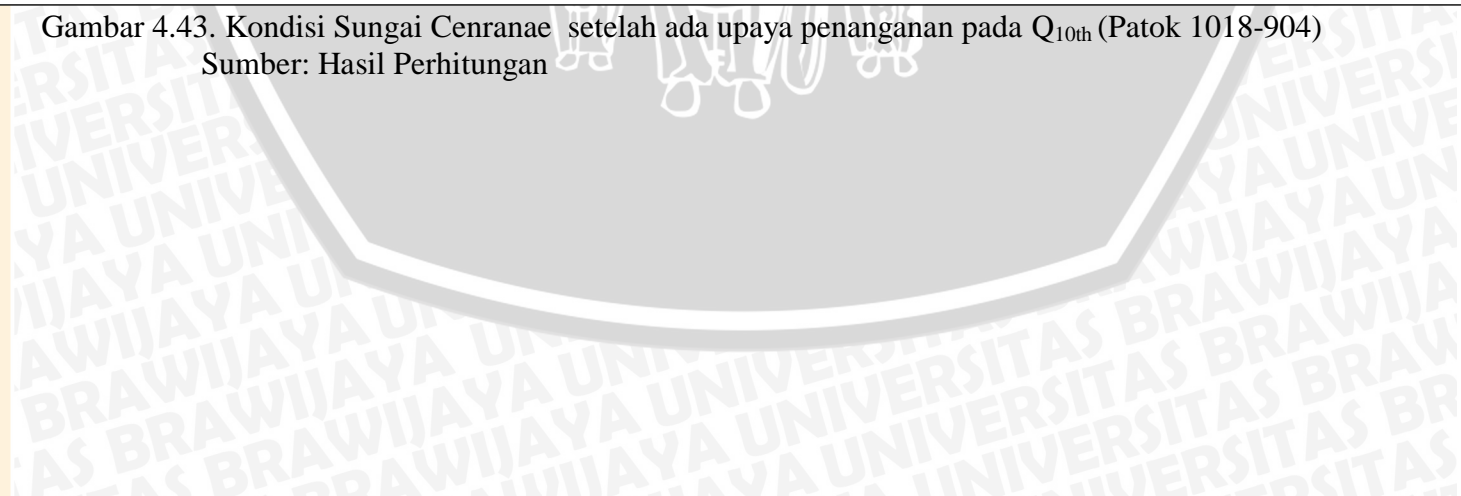 Gambar 4.43. Kondisi Sungai Cenranae setelah ada upaya penanganan pada Q10th (Patok 1018-904)
Sumber: Hasil Perhitungan